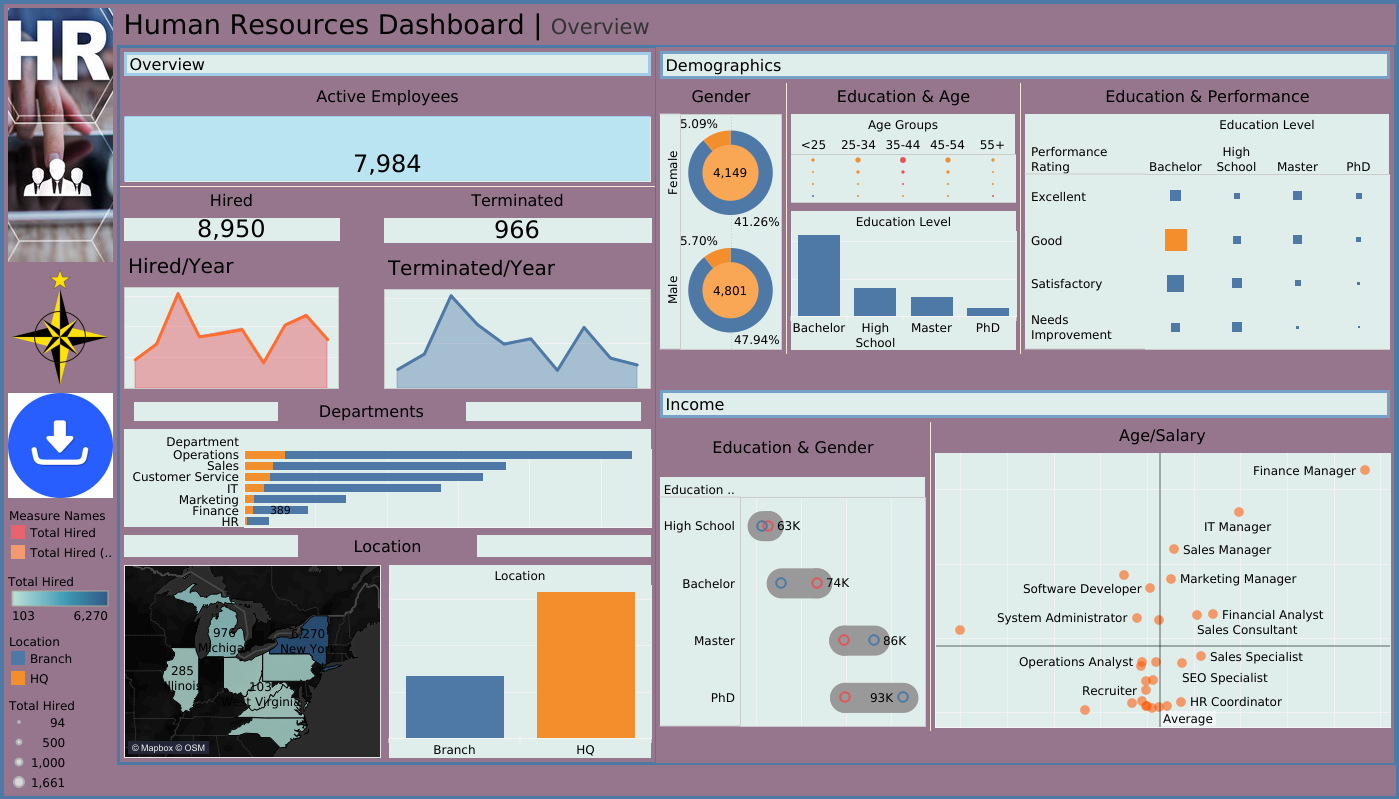 HR
Human Resources Dashboard | Overview
Overview
Active Employees
7,984
Hired
Terminated
8,950
966
Hired/Year
Terminated/Year
Departments
Department
Operations
Sales
Customer Service
IT
Marketing
Finance
389
HR
Location
976
Michigan
6,270
New York
285
Illinois
103
West Virginia
© Mapbox © OSM
Location
Branch
HQ
Measure Names
Total Hired
Total Hired (..
Total Hired
103
6,270
Location
Branch
HQ
Total Hired
94
500
1,000
1,661
Demographics
Gender
Female
5.09%
4,149
41.26%
Male
5.70%
4,801
47.94%
Education & Age
Age Groups
<25 25-34 35-44 45-54 55+
Education Level
Bachelor
High
School
Master
PhD
Education & Performance
Education Level
Performance
Rating
Bachelor
High
School
Master
PhD
Excellent
Good
Satisfactory
Needs
Improvement
Income
Education & Gender
Education ..
High School
63K
Bachelor
74K
Master
86K
PhD
93K
Age/Salary
Finance Manager
IT Manager
Sales Manager
Marketing Manager
Software Developer
Financial Analyst
System Administrator
Sales Consultant
Sales Specialist
Operations Analyst
SEO Specialist
Recruiter
HR Coordinator
Average